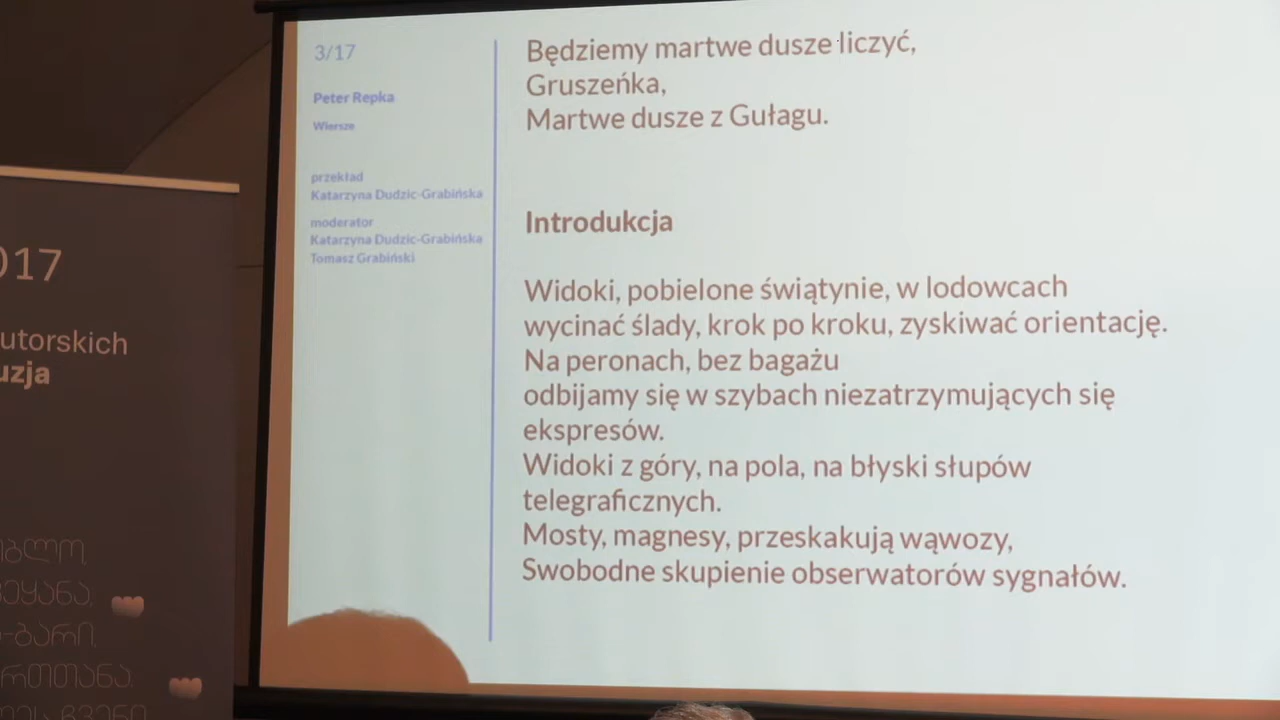 3/17
Peter Repka
Wiersze
przekład
Katarzyna Dudzic-Grabińska
moderator
Katarzyna Dudzic-Grabińska
Tomasz Grabiński
Będziemy martwe dusze liczyć,
Gruszeńka,
Martwe dusze z Gułagu.
Introdukcja
Widoki, pobielone świątynie, w lodowcach
wycinać ślady, krok po kroku, zyskiwać orientację.
Na peronach, bez bagażu
odbijamy się w szybach niezatrzymujących się
ekspresów.
Widoki z góry, na pola, na błyski słupów
telegraficznych.
Mosty, magnesy, przeskakują wąwozy,
Swobodne skupienie obserwatorów sygnałów.
017
utorskich
uzja